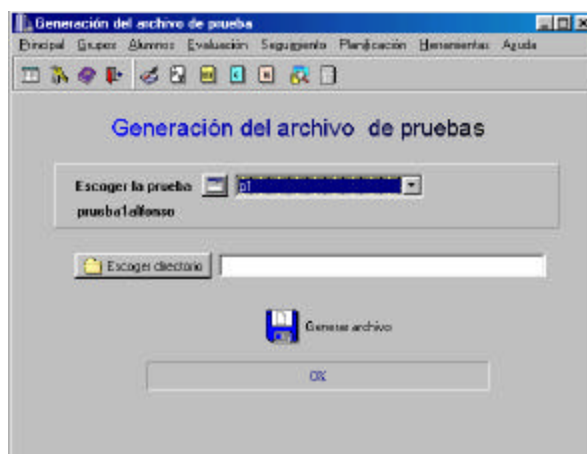 Generación del archivo de prueba
Principal Grupos Alumnos Evaluación Seguimiento Planificación Herramientas Ayuda
Generación del archivo de pruebas
Escoger la prueba p1
prueba1alfonso
Escoger directorio
Generar archivo
0%